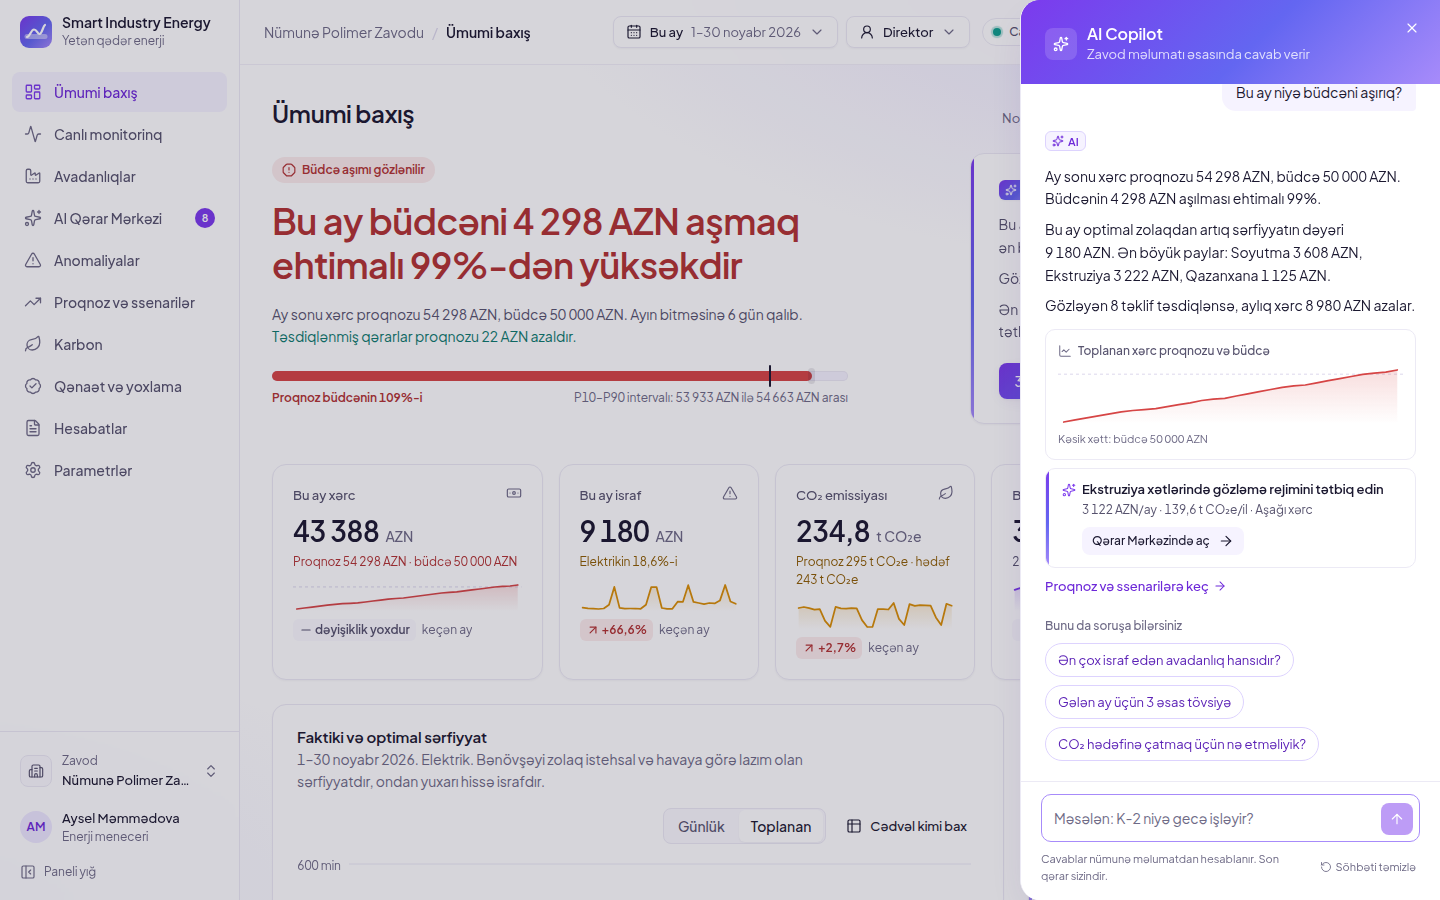 Smart Industry Energy
Yetən qədər enerji
Ümumi baxış
Canlı monitorinq
Avadanlıqlar
AI Qərar Mərkəzi
8
Anomaliyalar
Proqnoz və ssenarilər
Karbon
Qənaət və yoxlama
Hesabatlar
Parametrlər
Zavod
Nümunə Polimer Za...
AM
Aysel Məmmədova
Enerji meneceri
Paneli yığ
Nümunə Polimer Zavodu / Ümumi baxış
Bu ay 1–30 noyabr 2026
Direktor
Ümumi baxış
Büdcə aşımı gözlənilir
Bu ay büdcəni 4 298 AZN aşmaq
ehtimalı 99%-dən yüksəkdir
Ay sonu xərc proqnozu 54 298 AZN, büdcə 50 000 AZN. Ayın bitməsinə 6 gün qalıb.
Təsdiqlənmiş qərarlar proqnozu 22 AZN azaldır.
Proqnoz büdcənin 109%-i
P10–P90 intervalı: 53 933 AZN ilə 54 663 AZN arası
Bu ay xərc
43 388 AZN
Proqnoz 54 298 AZN · büdcə 50 000 AZN
— dəyişiklik yoxdur keçən ay
Bu ay israf
9 180 AZN
Elektrikin 18,6%-i
+66,6% keçən ay
CO₂ emissiyası
234,8 t CO₂e
Proqnoz 295 t CO₂e · hədəf
243 t CO₂e
+2,7% keçən ay
Faktiki və optimal sərfiyyat
1–30 noyabr 2026. Elektrik. Bənövşəyi zolaq istehsal və havaya görə lazım olan
sərfiyyatdır, ondan yuxarı hissə israfdır.
Günlük
Toplanan
Cədvəl kimi bax
600 min
AI Copilot
Zavod məlumatı əsasında cavab verir
Bu ay niyə büdcəni aşırıq?
AI
Ay sonu xərc proqnozu 54 298 AZN, büdcə 50 000 AZN.
Büdcənin 4 298 AZN aşılması ehtimalı 99%.
Bu ay optimal zolaqdan artıq sərfiyyatın dəyəri
9 180 AZN. Ən böyük paylar: Soyutma 3 608 AZN,
Ekstruziya 3 222 AZN, Qazanxana 1 125 AZN.
Gözləyən 8 təklif təsdiqlənsə, aylıq xərc 8 980 AZN azalar.
Toplanan xərc proqnozu və büdcə
Kəsik xətt: büdcə 50 000 AZN
Ekstruziya xətlərində gözləmə rejimini tətbiq edin
3 122 AZN/ay · 139,6 t CO₂e/il · Aşağı xərc
Qərar Mərkəzində aç
Proqnoz və ssenarilərə keç
Bunu da soruşa bilərsiniz
Ən çox israf edən avadanlıq hansıdır?
Gələn ay üçün 3 əsas tövsiyə
CO₂ hədəfinə çatmaq üçün nə etməliyik?
Məsələn: K-2 niyə gecə işləyir?
Cavablar nümunə məlumatdan hesablanır. Son
qərar sizindir.
Söhbəti təmizlə